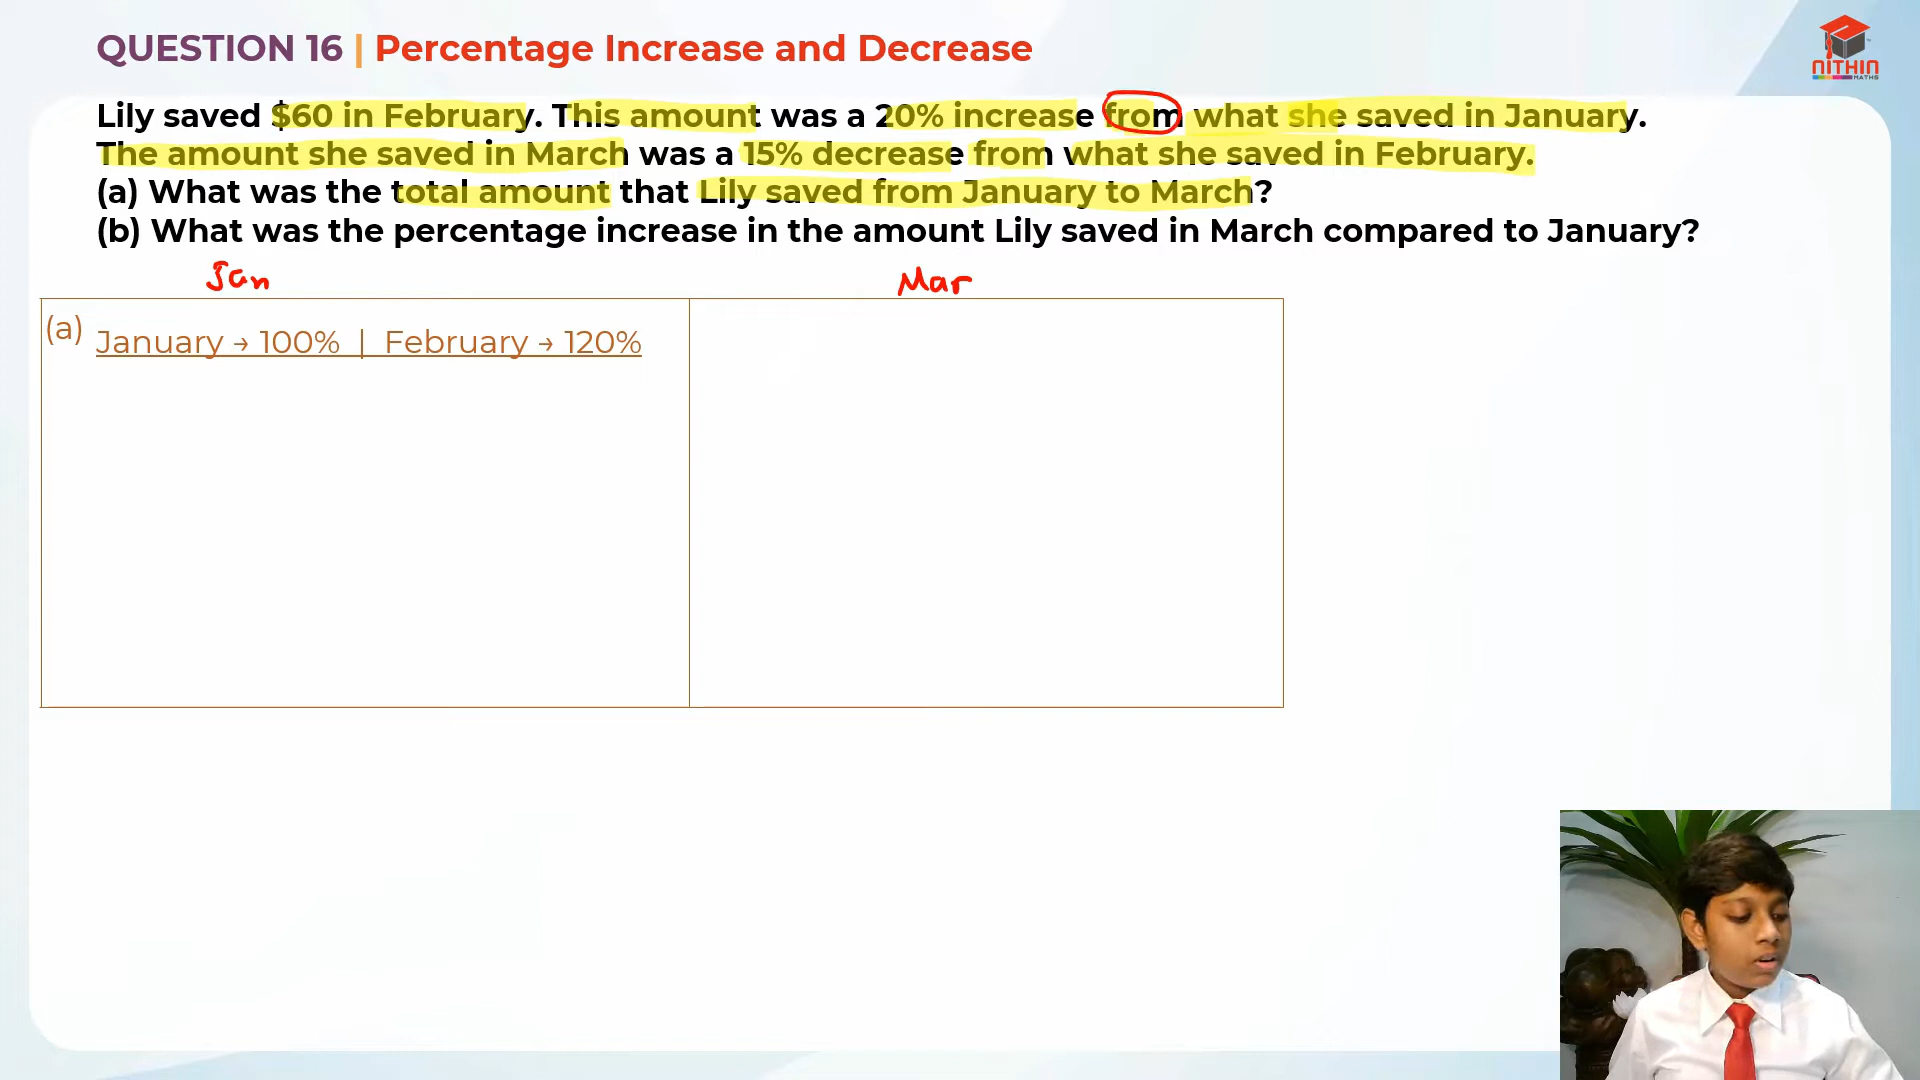 QUESTION 16 | Percentage Increase and Decrease
NITHIN
MATHS
Lily saved $60 in February. This amount was a 20% increase from what she saved in January.
The amount she saved in March was a 15% decrease from what she saved in February.
(a) What was the total amount that Lily saved from January to March?
(b) What was the percentage increase in the amount Lily saved in March compared to January?
Jan
Mar
(a) January → 100% | February → 120%